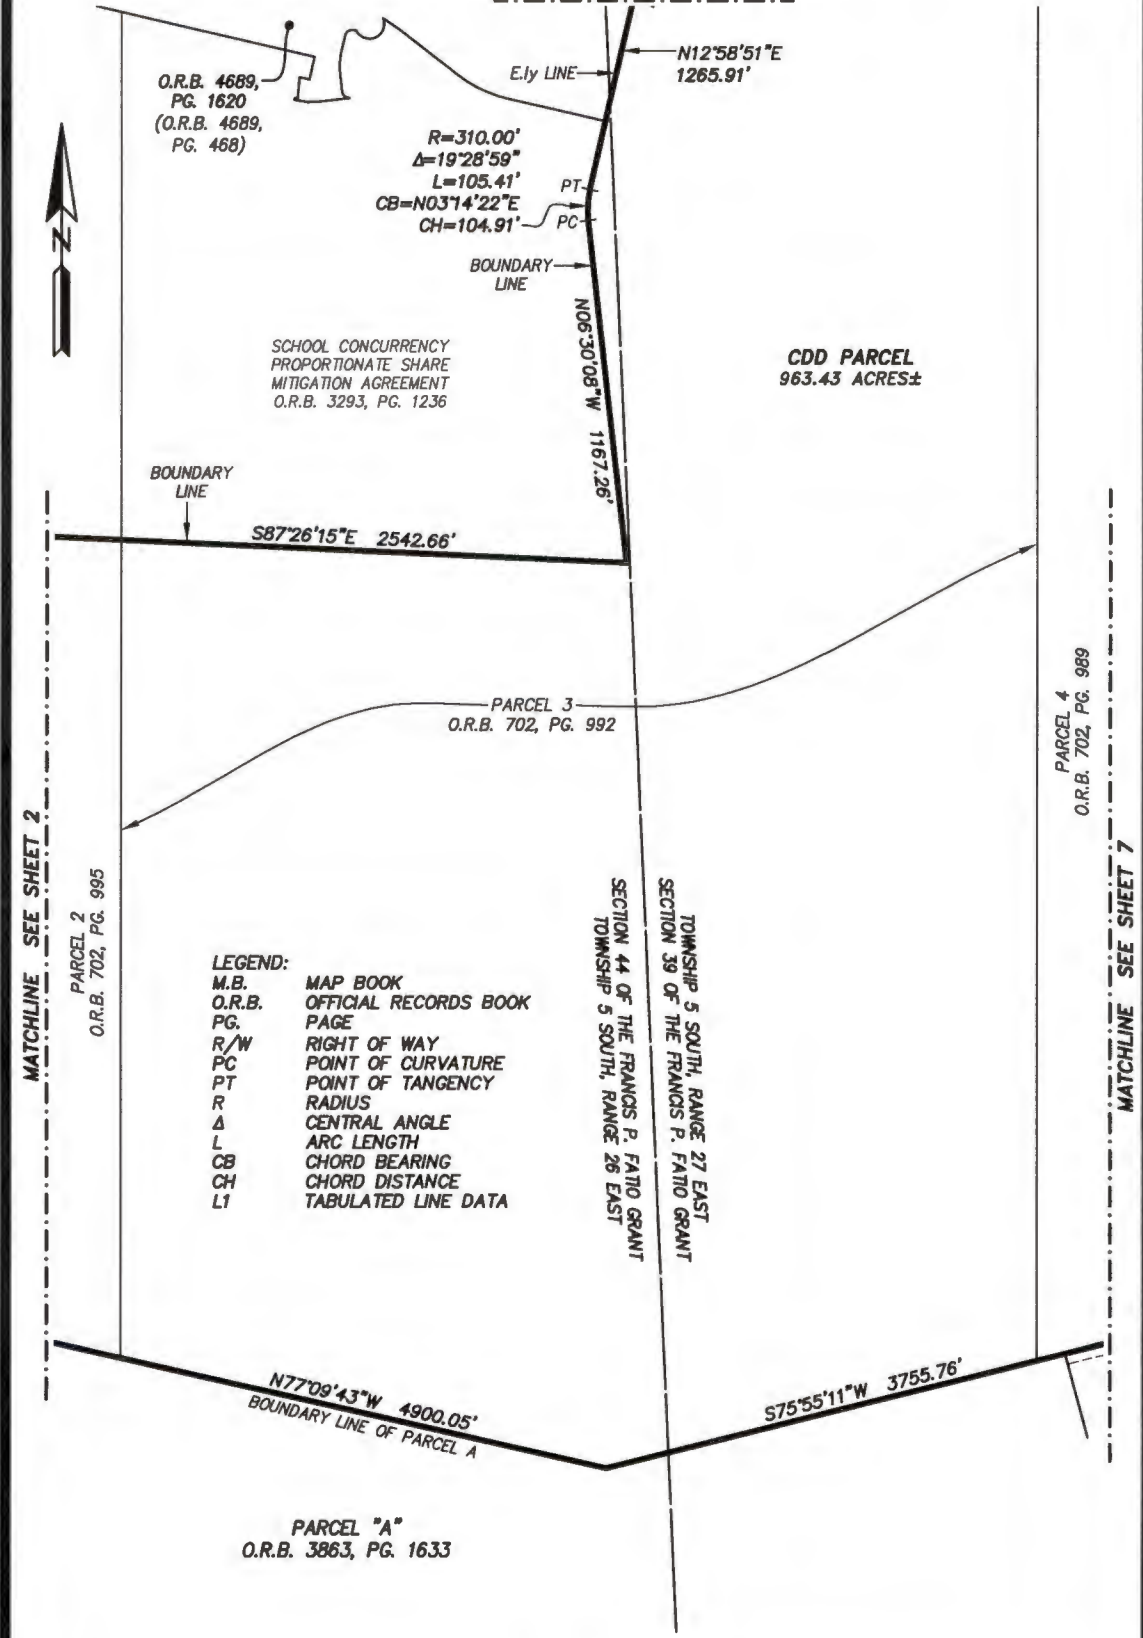 N12°58'51"E
1265.91'
E.ly LINE
O.R.B. 4689,
PG. 1620
(O.R.B. 4689,
PG. 468)
R=310.00'
Δ=19°28'59"
L=105.41'
CB=N03°14'22"E
CH=104.91'
PT
PC
N
BOUNDARY
LINE
N06°30'08"W 1167.26'
SCHOOL CONCURRENCY
PROPORTIONATE SHARE
MITIGATION AGREEMENT
O.R.B. 3293, PG. 1236
CDD PARCEL
963.43 ACRES±
BOUNDARY
LINE
S87°26'15"E 2542.66'
PARCEL 3
O.R.B. 702, PG. 992
PARCEL 4
O.R.B. 702, PG. 989
MATCHLINE SEE SHEET 2
PARCEL 2
O.R.B. 702, PG. 995
MATCHLINE SEE SHEET 7
TOWNSHIP 5 SOUTH, RANGE 27 EAST
SECTION 39 OF THE FRANCIS P. FATIO GRANT
SECTION 44 OF THE FRANCIS P. FATIO GRANT
TOWNSHIP 5 SOUTH, RANGE 26 EAST
LEGEND:
M.B. MAP BOOK
O.R.B. OFFICIAL RECORDS BOOK
PG. PAGE
R/W RIGHT OF WAY
PC POINT OF CURVATURE
PT POINT OF TANGENCY
R RADIUS
Δ CENTRAL ANGLE
L ARC LENGTH
CB CHORD BEARING
CH CHORD DISTANCE
L1 TABULATED LINE DATA
N77°09'43"W 4900.05'
BOUNDARY LINE OF PARCEL A
S75°55'11"W 3755.76'
PARCEL "A"
O.R.B. 3863, PG. 1633